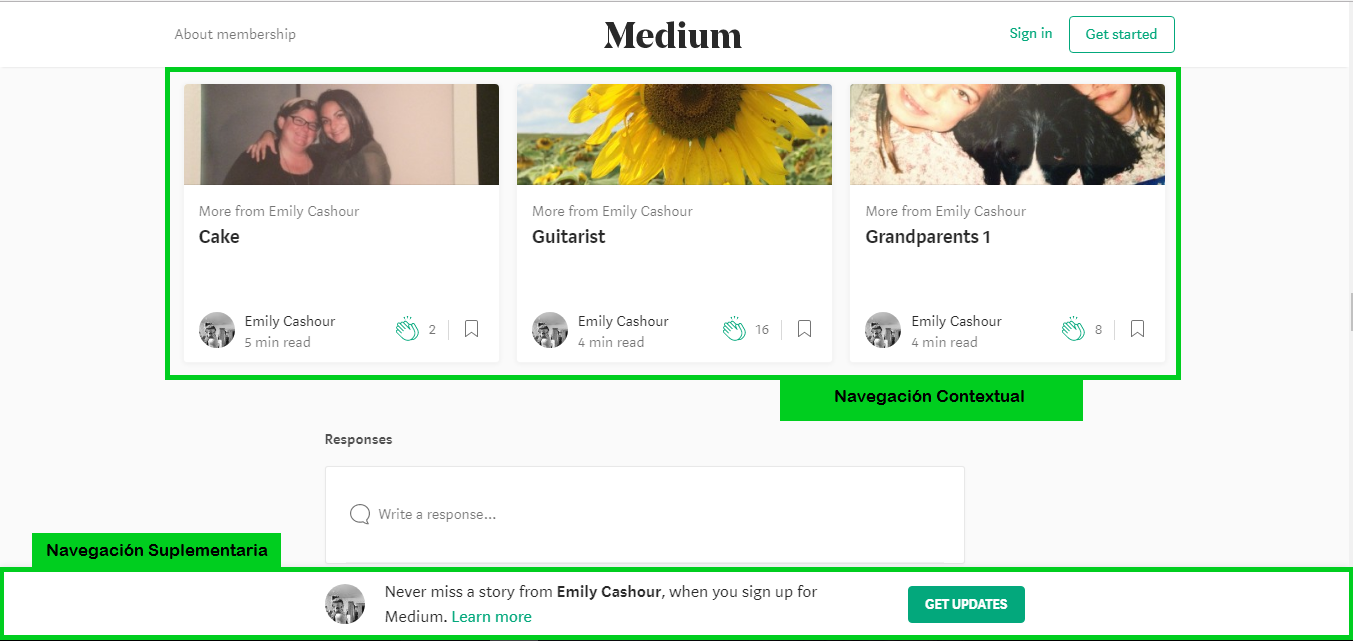 About membership
Medium
Sign in
Get started
More from Emily Cashour
Cake
Emily Cashour
5 min read
2
More from Emily Cashour
Guitarist
Emily Cashour
4 min read
16
More from Emily Cashour
Grandparents 1
Emily Cashour
4 min read
8
Navegación Contextual
Responses
Write a response...
Navegación Suplementaria
Never miss a story from Emily Cashour, when you sign up for
Medium. Learn more
GET UPDATES